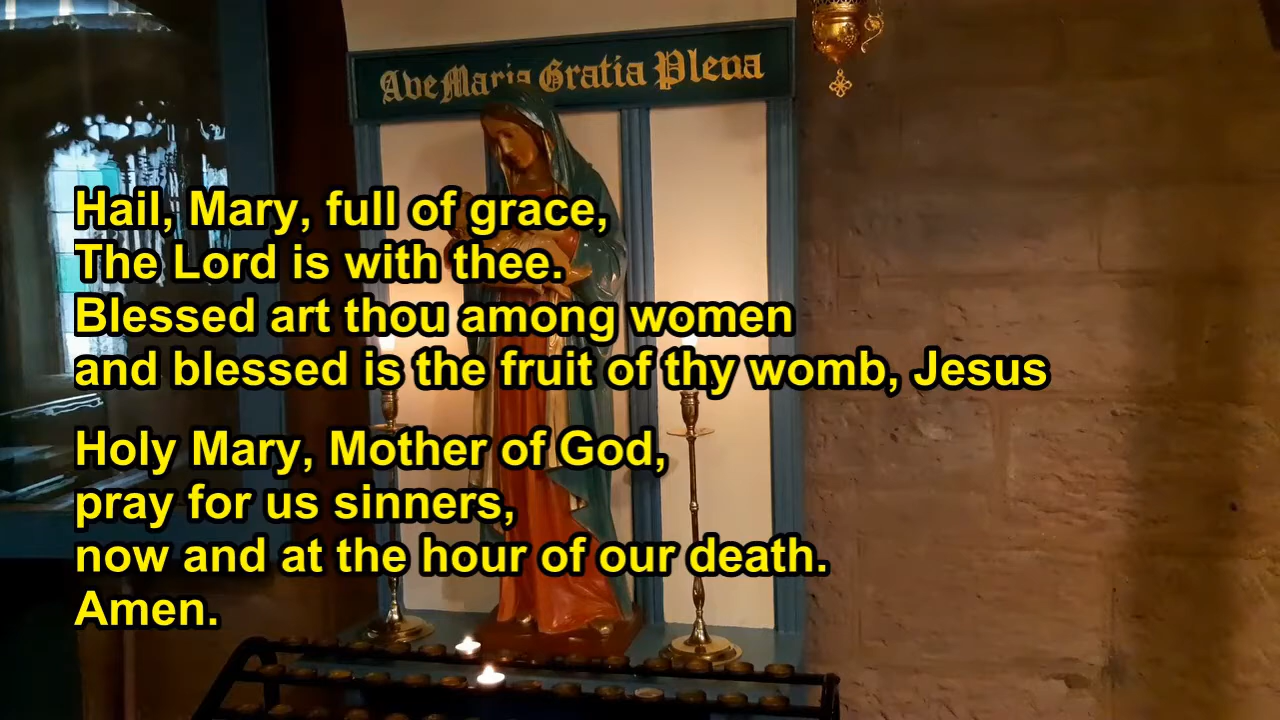 Ave Maria Gratia Plena
Hail, Mary, full of grace,
The Lord is with thee.
Blessed art thou among women
and blessed is the fruit of thy womb, Jesus
Holy Mary, Mother of God,
pray for us sinners,
now and at the hour of our death.
Amen.